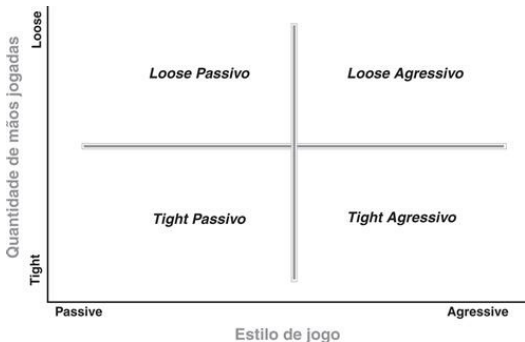 Loose
Quantidade de mãos jogadas
Tight
Loose Passivo
Loose Agressivo
Tight Passivo
Tight Agressivo
Passive
Agressive
Estilo de jogo